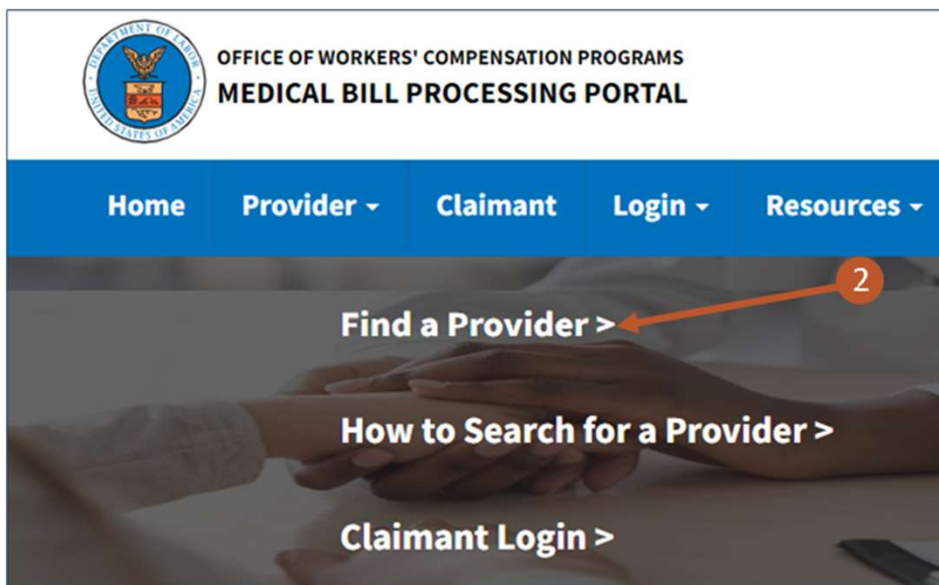 OFFICE OF WORKERS' COMPENSATION PROGRAMS
MEDICAL BILL PROCESSING PORTAL
Home Provider Claimant Login Resources
2
Find a Provider >
How to Search for a Provider >
Claimant Login >